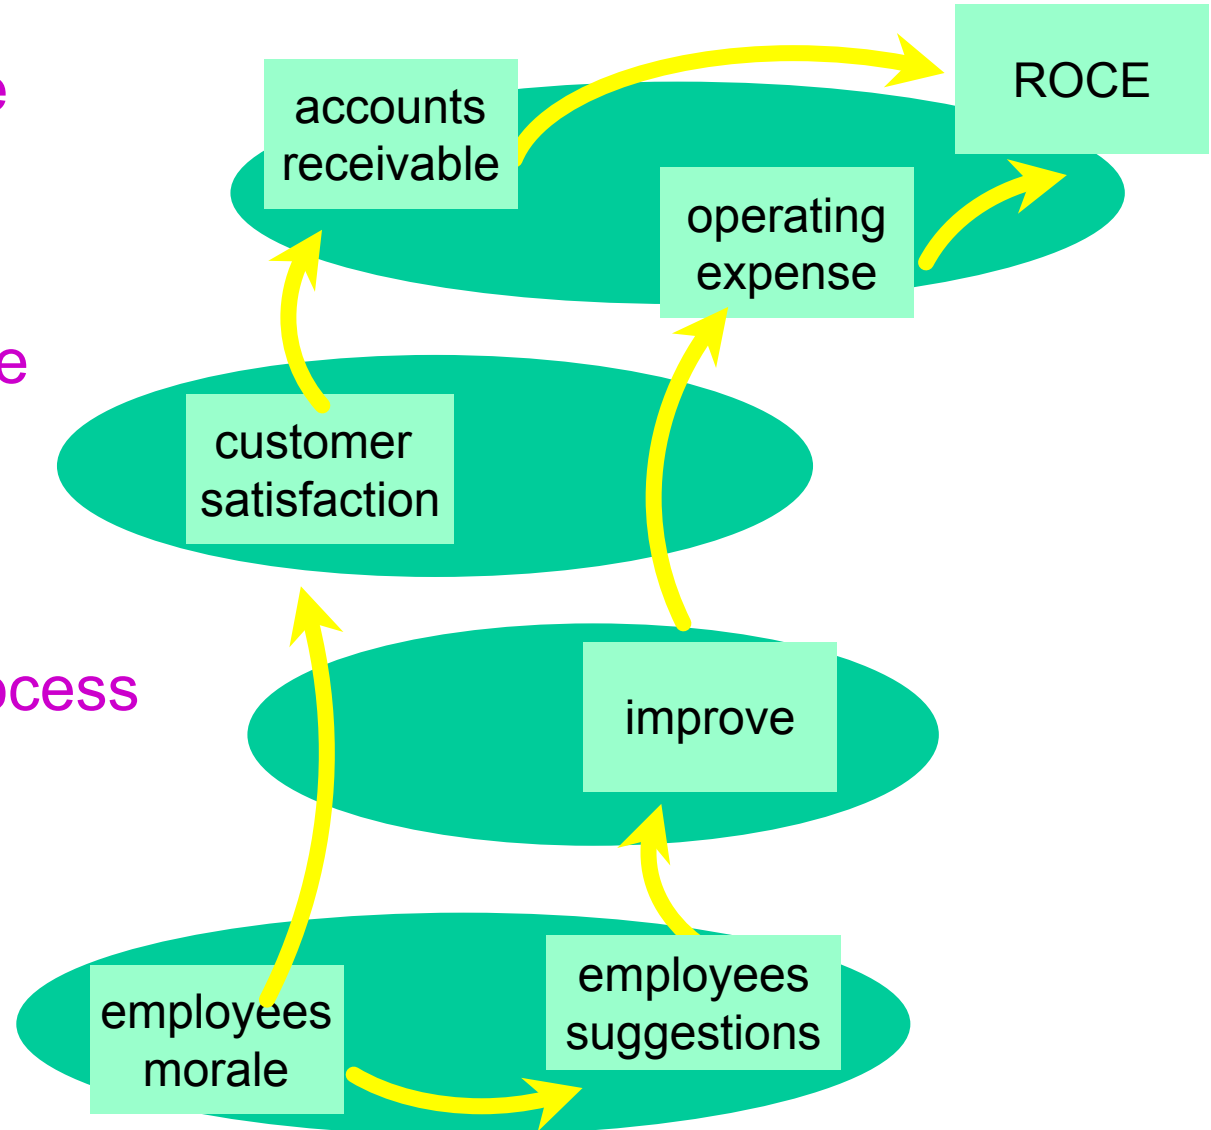 e
accounts
receivable
ROCE
operating
expense
e
customer
satisfaction
ocess
improve
employees
morale
employees
suggestions